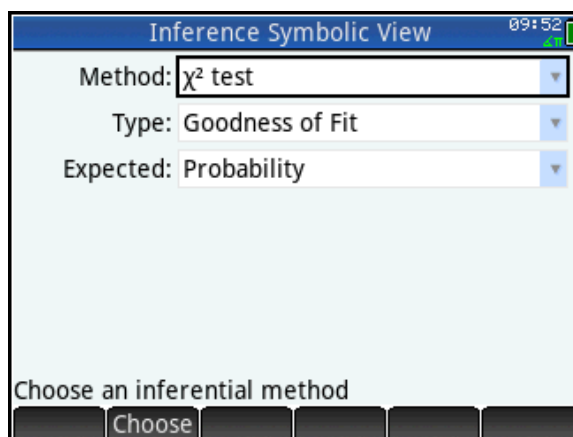 Inference Symbolic View 09:52
∠π
Method: χ² test
Type: Goodness of Fit
Expected: Probability
Choose an inferential method
Choose